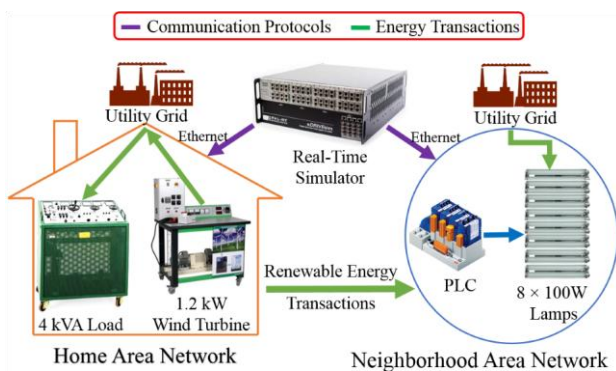 Communication Protocols
Energy Transactions
Utility Grid
Ethernet
Real-Time
Simulator
Ethernet
Utility Grid
4 kVA Load
1.2 kW
Wind Turbine
Renewable Energy
Transactions
PLC
8 × 100W
Lamps
Home Area Network
Neighborhood Area Network